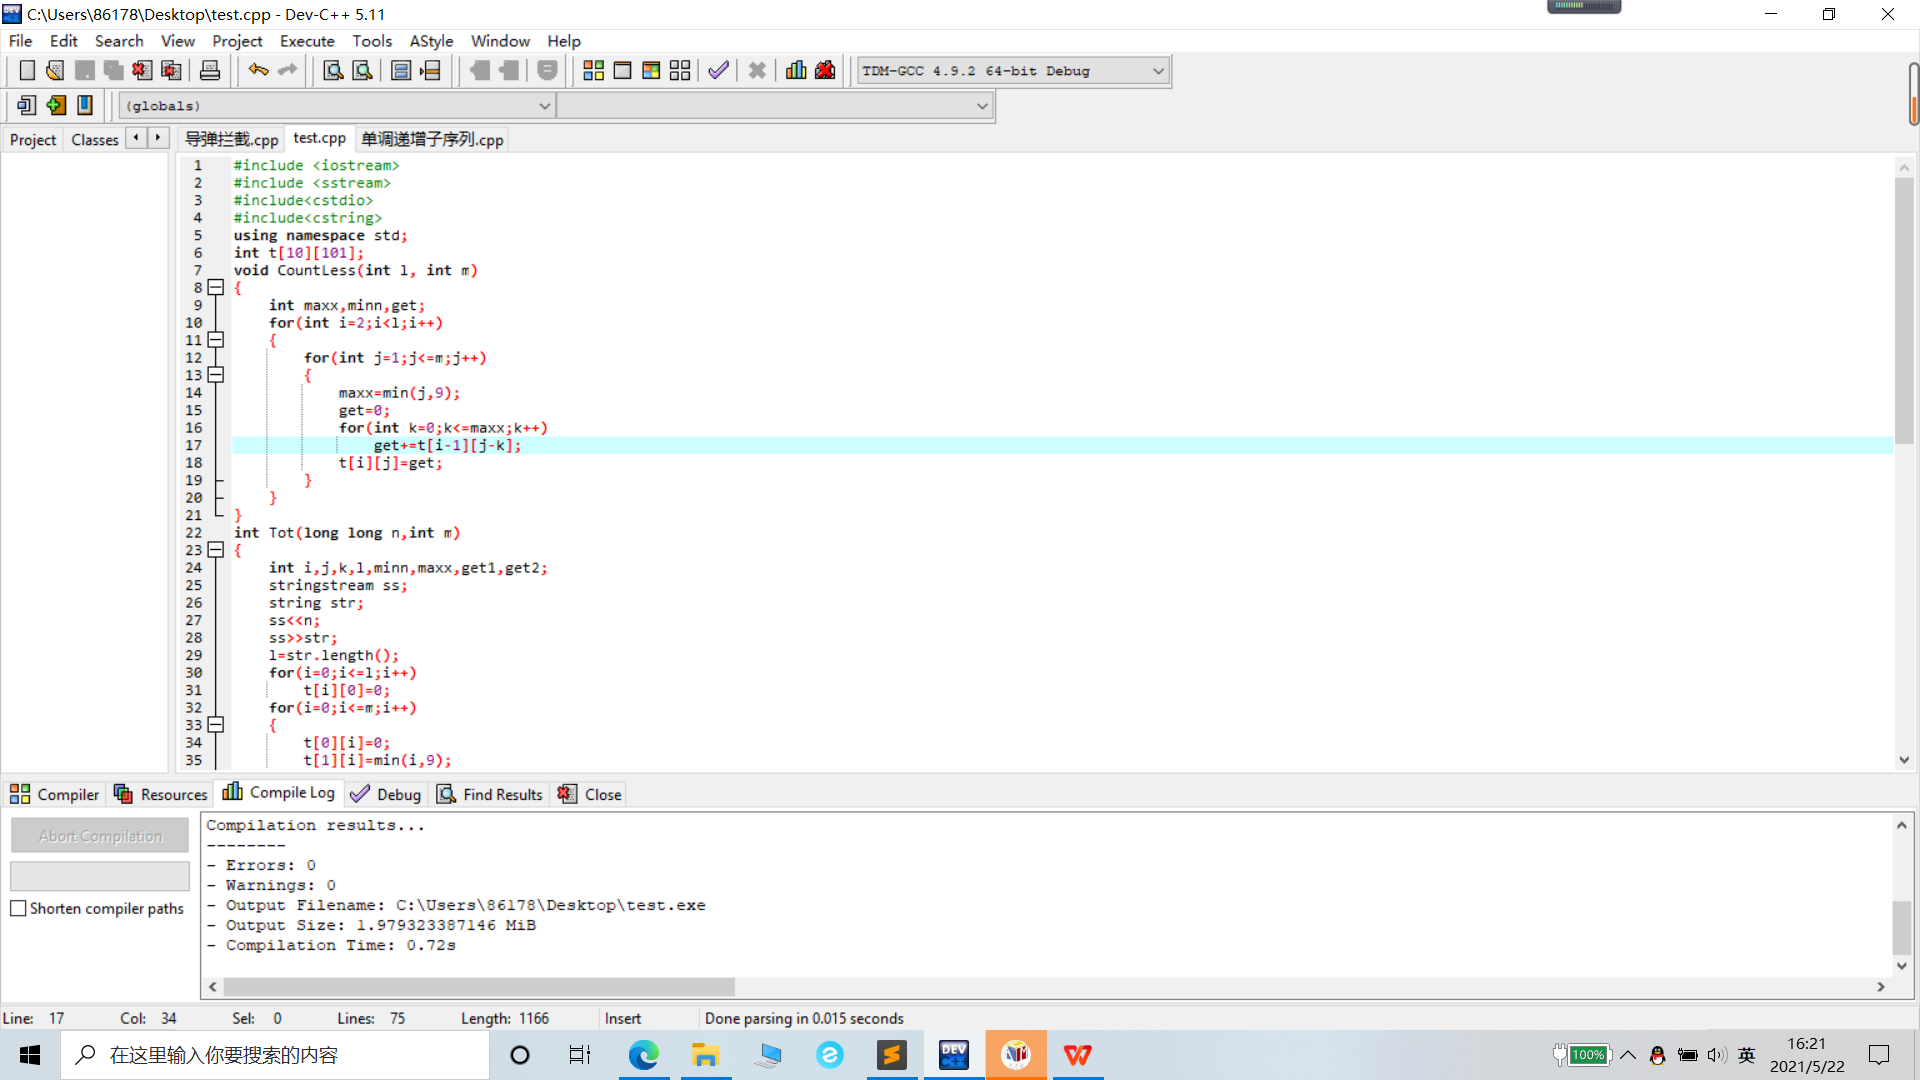 C:\Users\86178\Desktop\test.cpp - Dev-C++ 5.11
File Edit Search View Project Execute Tools AStyle Window Help
TDM-GCC 4.9.2 64-bit Debug
(globals)
Project Classes 导弹拦截.cpp test.cpp 单调递增子序列.cpp
1 #include <iostream>
2 #include <sstream>
3 #include<cstdio>
4 #include<cstring>
5 using namespace std;
6 int t[10][101];
7 void CountLess(int l, int m)
8 {
9 int maxx,minn,get;
10 for(int i=2;i<l;i++)
11 {
12 for(int j=1;j<=m;j++)
13 {
14 maxx=min(j,9);
15 get=0;
16 for(int k=0;k<=maxx;k++)
17 get+=t[i-1][j-k];
18 t[i][j]=get;
19 }
20 }
21 }
22 int Tot(long long n,int m)
23 {
24 int i,j,k,l,minn,maxx,get1,get2;
25 stringstream ss;
26 string str;
27 ss<<n;
28 ss>>str;
29 l=str.length();
30 for(i=0;i<=l;i++)
31 t[i][0]=0;
32 for(i=0;i<=m;i++)
33 {
34 t[0][i]=0;
35 t[1][i]=min(i,9);
Compiler Resources Compile Log Debug Find Results Close
Abort Compilation
Shorten compiler paths
Compilation results...
--------
- Errors: 0
- Warnings: 0
- Output Filename: C:\Users\86178\Desktop\test.exe
- Output Size: 1.979323387146 MiB
- Compilation Time: 0.72s
Line: 17 Col: 34 Sel: 0 Lines: 75 Length: 1166 Insert Done parsing in 0.015 seconds
在这里输入你要搜索的内容
DEV
100%
英
16:21
2021/5/22